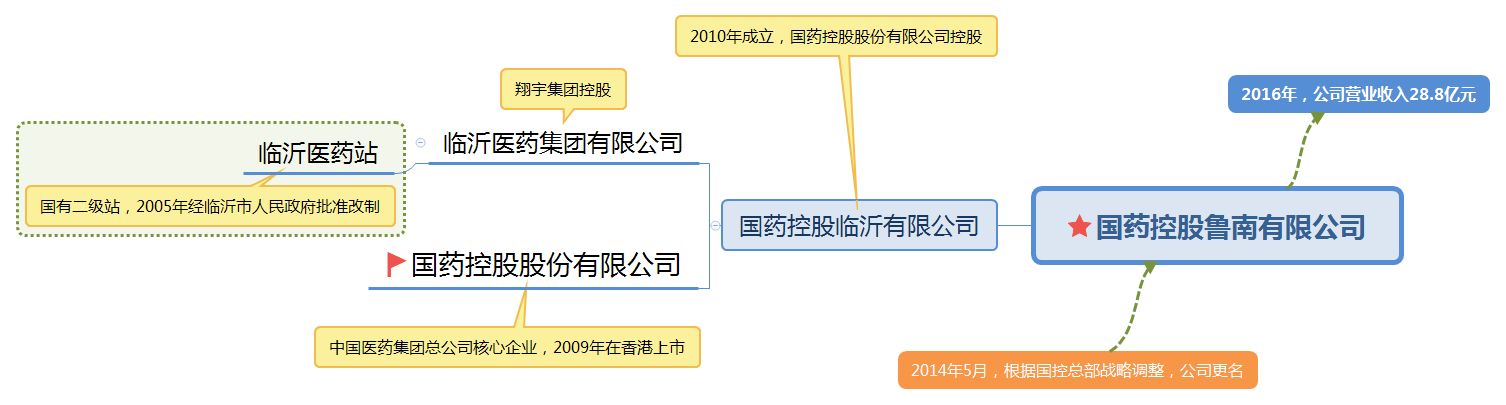 2010年成立，国药控股股份有限公司控股
翔宇集团控股
2016年，公司营业收入28.8亿元
临沂医药集团有限公司
临沂医药站
国有二级站，2005年经临沂市人民政府批准改制
国药控股临沂有限公司
国药控股鲁南有限公司
国药控股股份有限公司
中国医药集团总公司核心企业，2009年在香港上市
2014年5月，根据国控总部战略调整，公司更名